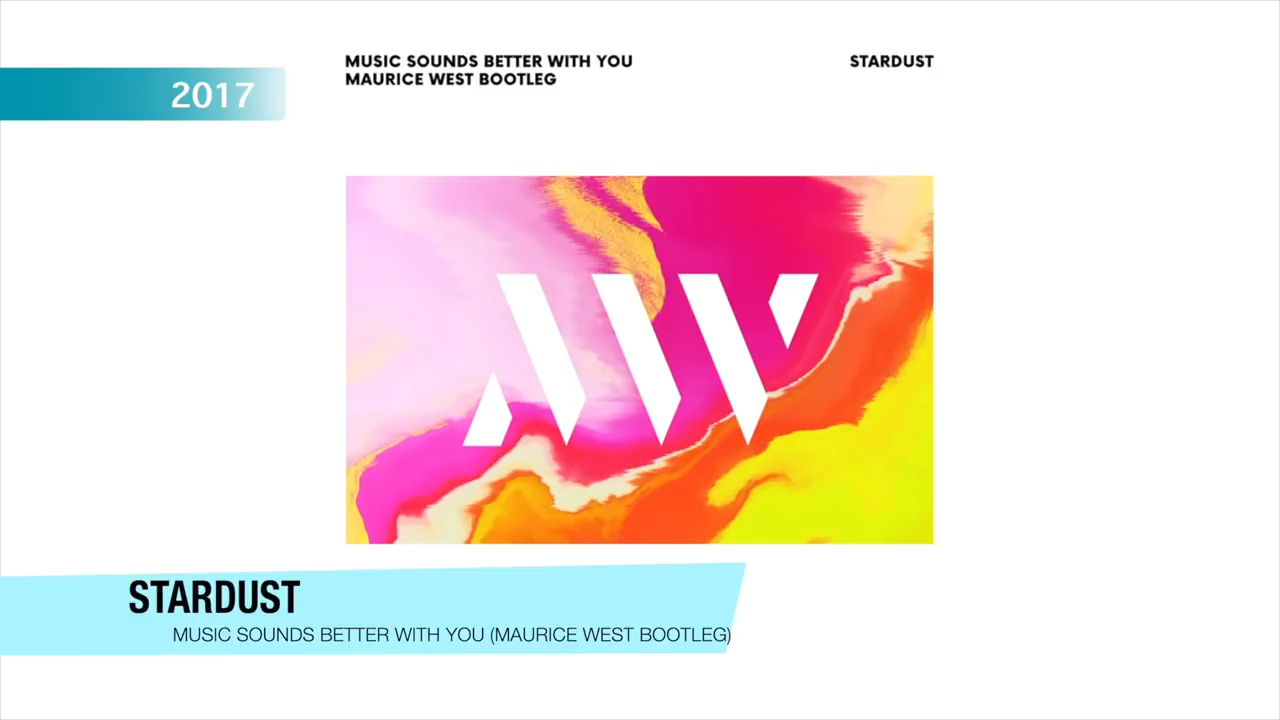 MUSIC SOUNDS BETTER WITH YOU
MAURICE WEST BOOTLEG
STARDUST
2017
MW
STARDUST
MUSIC SOUNDS BETTER WITH YOU (MAURICE WEST BOOTLEG)